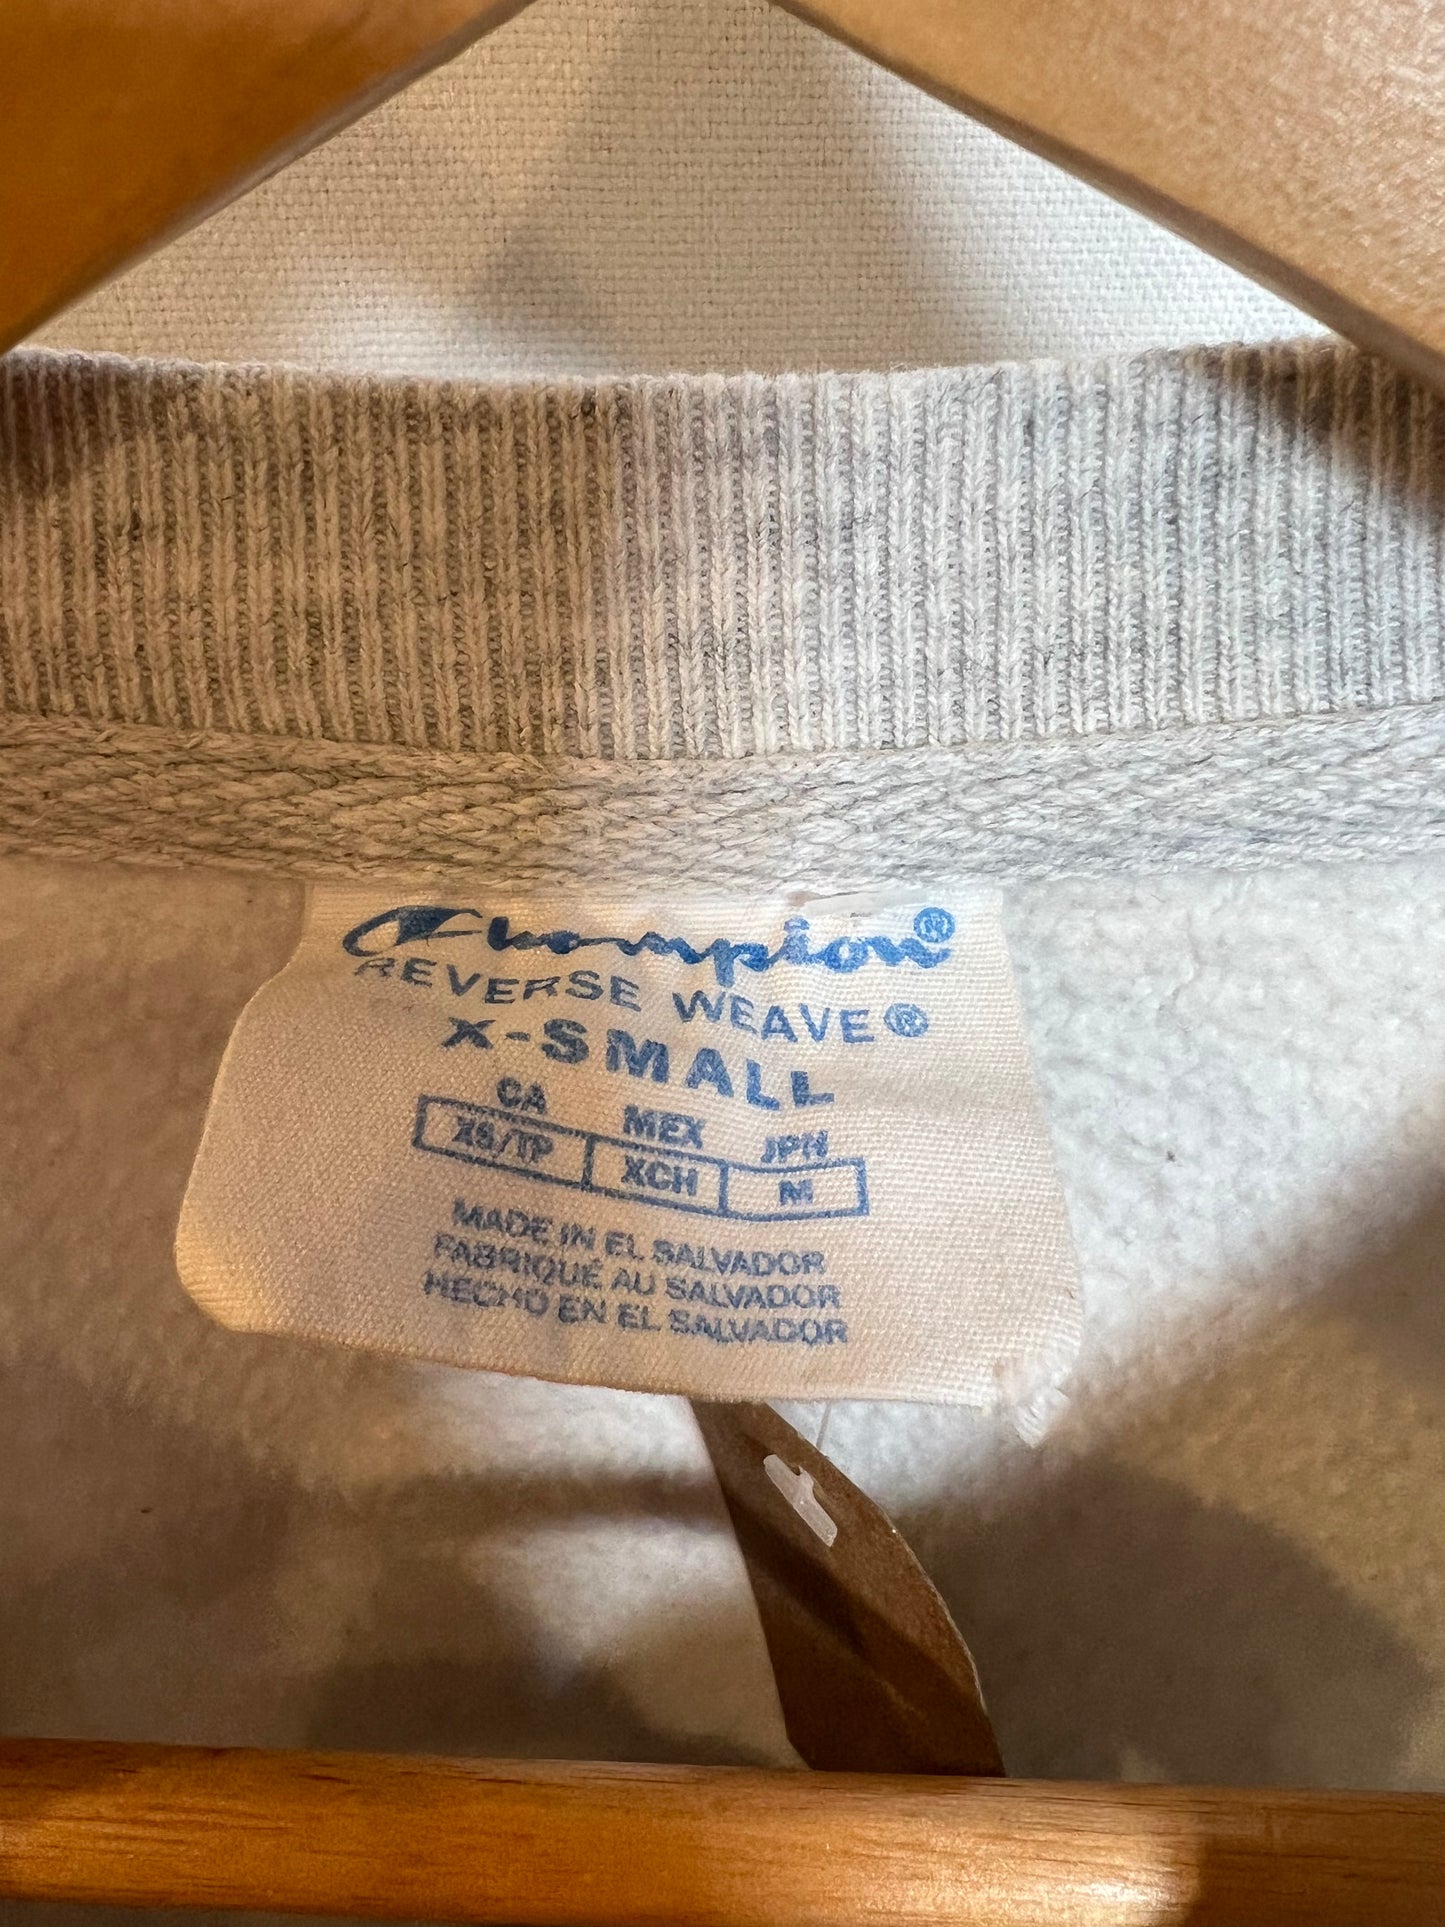 Champion®
REVERSE WEAVE®
X-SMALL
CA MEX JPN
XS/TP XCH M
MADE IN EL SALVADOR
FABRIQUÉ AU SALVADOR
HECHO EN EL SALVADOR